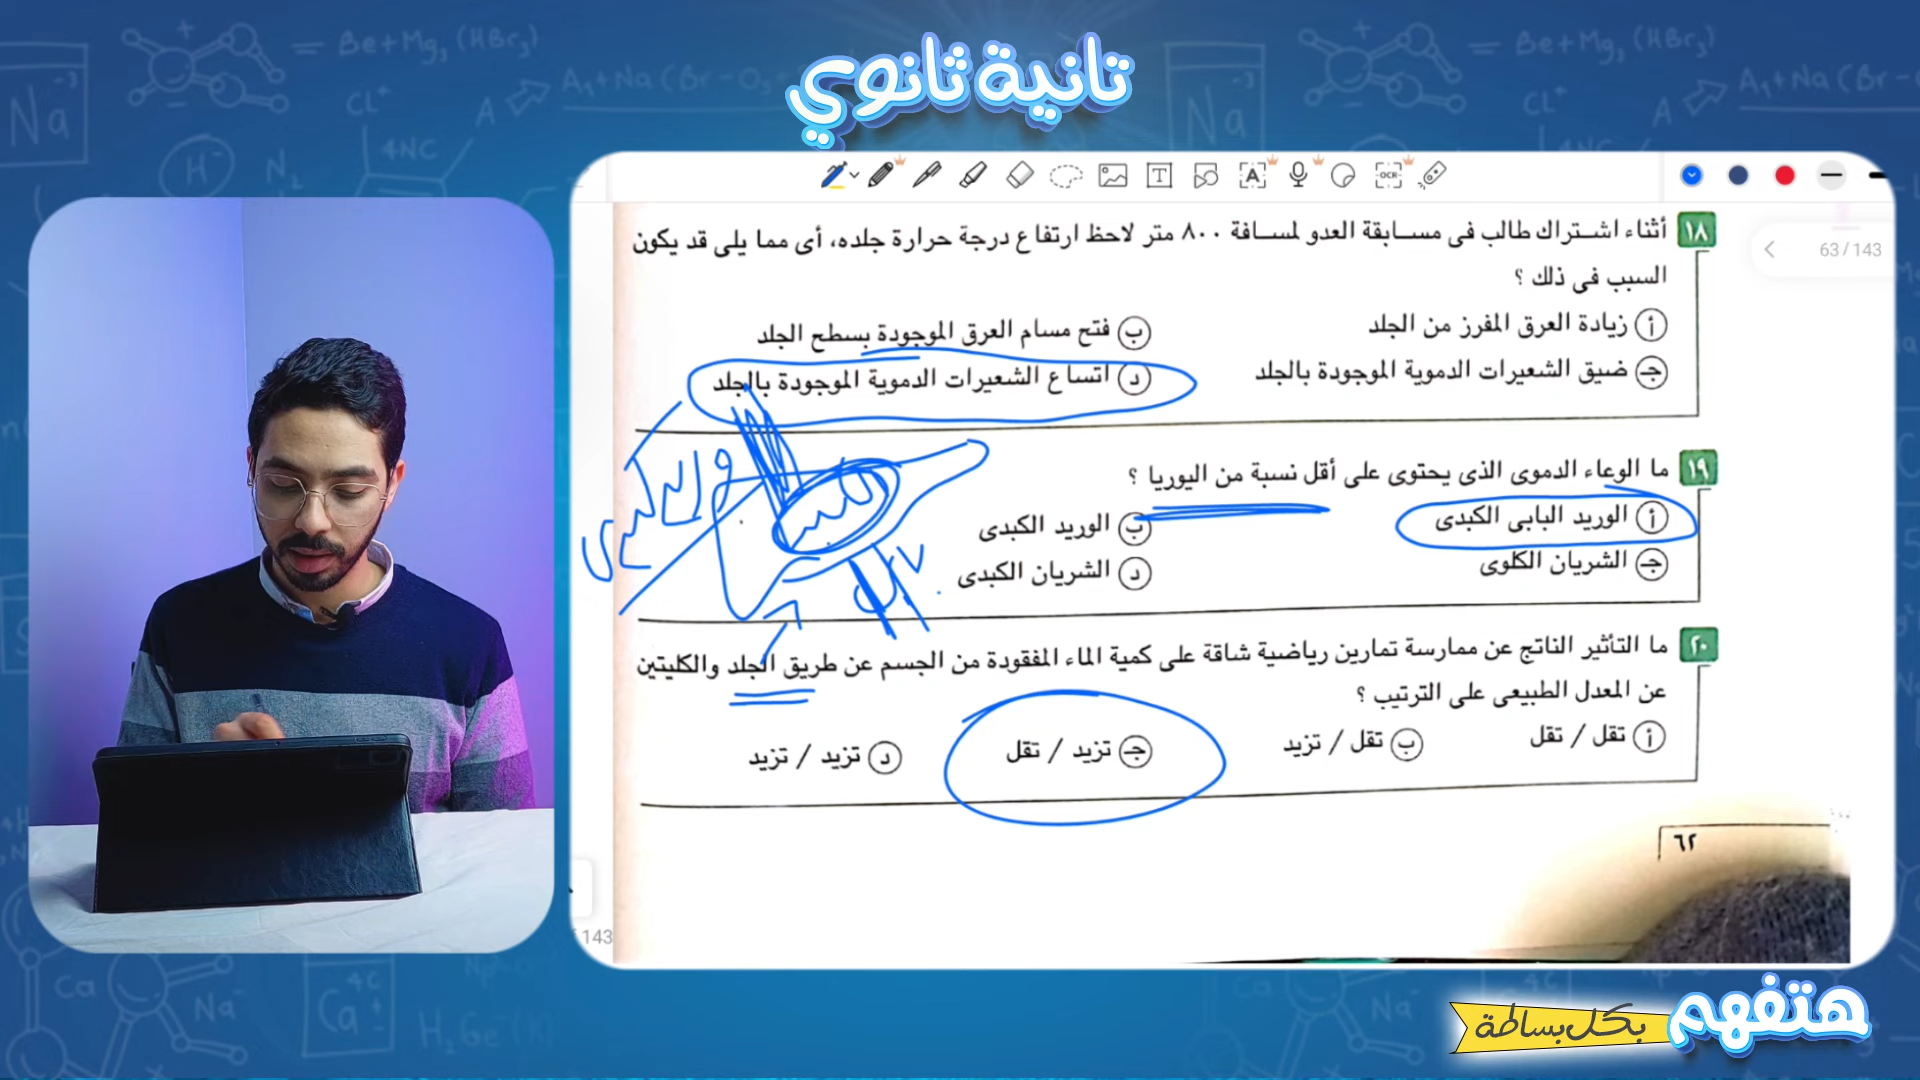 تانية ثانوي
63/143
١٨ أثناء اشتراك طالب فى مسابقة العدو لمسافة ٨٠٠ متر لاحظ ارتفاع درجة حرارة جلده، أى مما يلى قد يكون
السبب فى ذلك ؟
أ زيادة العرق المفرز من الجلد
ب فتح مسام العرق الموجودة بسطح الجلد
جـ ضيق الشعيرات الدموية الموجودة بالجلد
د اتساع الشعيرات الدموية الموجودة بالجلد
١٩ ما الوعاء الدموى الذى يحتوى على أقل نسبة من اليوريا ؟
أ الوريد البابى الكبدى
ب الوريد الكبدى
جـ الشريان الكلوى
د الشريان الكبدى
٢٠ ما التأثير الناتج عن ممارسة تمارين رياضية شاقة على كمية الماء المفقودة من الجسم عن طريق الجلد والكليتين
عن المعدل الطبيعى على الترتيب ؟
أ تقل / تقل
ب تقل / تزيد
جـ تزيد / تقل
د تزيد / تزيد
٦٢
143
هتفهم
بكل بساطة